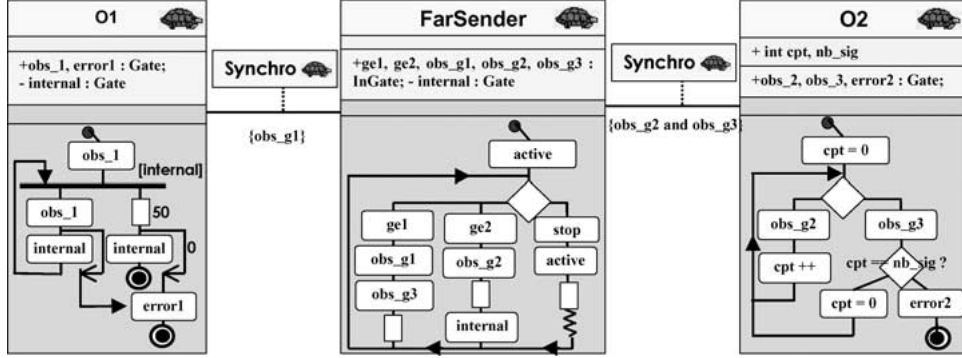 O1
+obs_1, error1 : Gate;
- internal : Gate
obs_1
[internal]
obs_1
50
internal
internal
0
error1
Synchro
{obs_g1}
FarSender
+ge1, ge2, obs_g1, obs_g2, obs_g3 :
InGate; - internal : Gate
active
ge1
ge2
stop
obs_g1
obs_g2
active
obs_g3
internal
Synchro
{obs_g2 and obs_g3}
O2
+ int cpt, nb_sig
+obs_2, obs_3, error2 : Gate;
cpt = 0
obs_g2
obs_g3
cpt ++
cpt == nb_sig ?
cpt = 0
error2